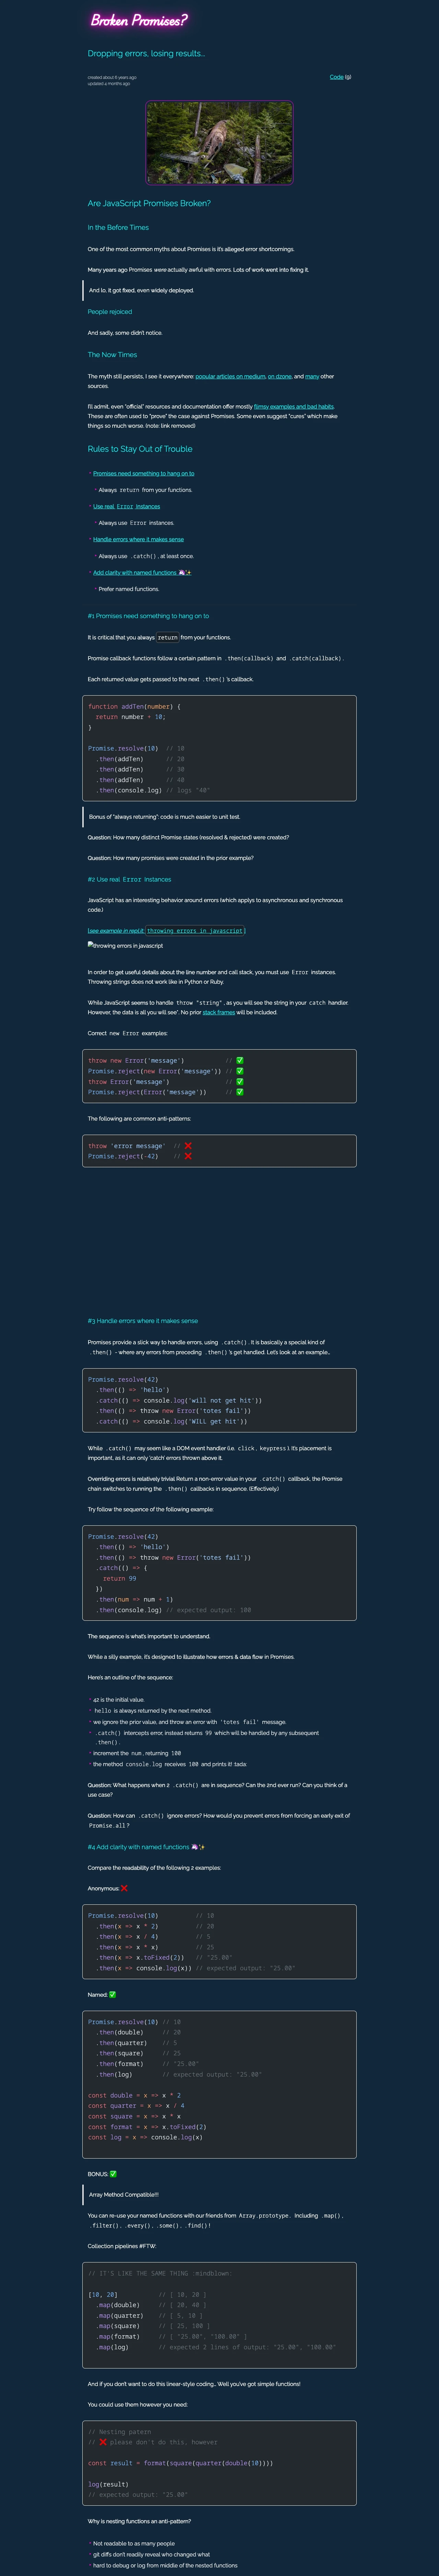 Broken Promises?
Dropping errors, losing results...
created about 6 years ago
updated 4 months ago
Code (9)
Are JavaScript Promises Broken?
In the Before Times
One of the most common myths about Promises is it's alleged error shortcomings.
Many years ago Promises were actually awful with errors. Lots of work went into fixing it.
And lo, it got fixed, even widely deployed.
People rejoiced
And sadly, some didn't notice.
The Now Times
The myth still persists, I see it everywhere: popular articles on medium, on dzone, and many other
sources.
I'll admit, even "official" resources and documentation offer mostly flimsy examples and bad habits.
These are often used to "prove" the case against Promises. Some even suggest "cures" which make
things so much worse. (note: link removed)
Rules to Stay Out of Trouble
Promises need something to hang on to
Always return from your functions.
Use real Error Instances
Always use Error instances.
Handle errors where it makes sense
Always use .catch(), at least once.
Add clarity with named functions 🦄✨
Prefer named functions.
#1 Promises need something to hang on to
It is critical that you always return from your functions.
Promise callback functions follow a certain pattern in .then(callback) and .catch(callback).
Each returned value gets passed to the next .then()'s callback.
function addTen(number) {
return number + 10;
}
Promise.resolve(10) // 10
.then(addTen) // 20
.then(addTen) // 30
.then(addTen) // 40
.then(console.log) // logs "40"
Bonus of "always returning": code is much easier to unit test.
Question: How many distinct Promise states (resolved & rejected) were created?
Question: How many promises were created in the prior example?
#2 Use real Error Instances
JavaScript has an interesting behavior around errors (which applys to asynchronous and synchronous
code.)
[see example in repl.it: throwing errors in javascript]
throwing errors in javascript
In order to get useful details about the line number and call stack, you must use Error instances.
Throwing strings does not work like in Python or Ruby.
While JavaScript seems to handle throw "string", as you will see the string in your catch handler.
However, the data is all you will see*. No prior stack frames will be included.
Correct new Error examples:
throw new Error('message') // ✅
Promise.reject(new Error('message')) // ✅
throw Error('message') // ✅
Promise.reject(Error('message')) // ✅
The following are common anti-patterns:
throw 'error message' // ❌
Promise.reject(-42) // ❌
#3 Handle errors where it makes sense
Promises provide a slick way to handle errors, using .catch(). It is basically a special kind of
.then() - where any errors from preceding .then()'s get handled. Let's look at an example...
Promise.resolve(42)
.then(() => 'hello')
.catch(() => console.log('will not get hit'))
.then(() => throw new Error('totes fail'))
.catch(() => console.log('WILL get hit'))
While .catch() may seem like a DOM event handler (i.e. click, keypress). It's placement is
important, as it can only 'catch' errors thrown above it.
Overriding errors is relatively trivial Return a non-error value in your .catch() callback, the Promise
chain switches to running the .then() callbacks in sequence. (Effectively.)
Try follow the sequence of the following example:
Promise.resolve(42)
.then(() => 'hello')
.then(() => throw new Error('totes fail'))
.catch(() => {
return 99
})
.then(num => num + 1)
.then(console.log) // expected output: 100
The sequence is what's important to understand.
While a silly example, it's designed to illustrate how errors & data flow in Promises.
Here's an outline of the sequence:
42 is the initial value.
hello is always returned by the next method.
we ignore the prior value, and throw an error with 'totes fail' message.
.catch() intercepts error, instead returns 99 which will be handled by any subsequent
.then().
increment the num, returning 100
the method console.log receives 100 and prints it! :tada:
Question: What happens when 2 .catch() are in sequence? Can the 2nd ever run? Can you think of a
use case?
Question: How can .catch() ignore errors? How would you prevent errors from forcing an early exit of
Promise.all?
#4 Add clarity with named functions 🦄✨
Compare the readability of the following 2 examples:
Anonymous: ❌
Promise.resolve(10) // 10
.then(x => x * 2) // 20
.then(x => x / 4) // 5
.then(x => x * x) // 25
.then(x => x.toFixed(2)) // "25.00"
.then(x => console.log(x)) // expected output: "25.00"
Named: ✅
Promise.resolve(10) // 10
.then(double) // 20
.then(quarter) // 5
.then(square) // 25
.then(format) // "25.00"
.then(log) // expected output: "25.00"
const double = x => x * 2
const quarter = x => x / 4
const square = x => x * x
const format = x => x.toFixed(2)
const log = x => console.log(x)
BONUS: ✅
Array Method Compatible!!!
You can re-use your named functions with our friends from Array.prototype. Including .map(),
.filter(), .every(), .some(), .find()!
Collection pipelines #FTW:
// IT'S LIKE THE SAME THING :mindblown:
[10, 20] // [ 10, 20 ]
.map(double) // [ 20, 40 ]
.map(quarter) // [ 5, 10 ]
.map(square) // [ 25, 100 ]
.map(format) // [ "25.00", "100.00" ]
.map(log) // expected 2 lines of output: "25.00", "100.00"
And if you don't want to do this linear-style coding... Well you've got simple functions!
You could use them however you need:
// Nesting patern
// ❌ please don't do this, however
const result = format(square(quarter(double(10))))
log(result)
// expected output: "25.00"
Why is nesting functions an anti-pattern?
Not readable to as many people
git diffs don't readily reveal who changed what
hard to debug or log from middle of the nested functions